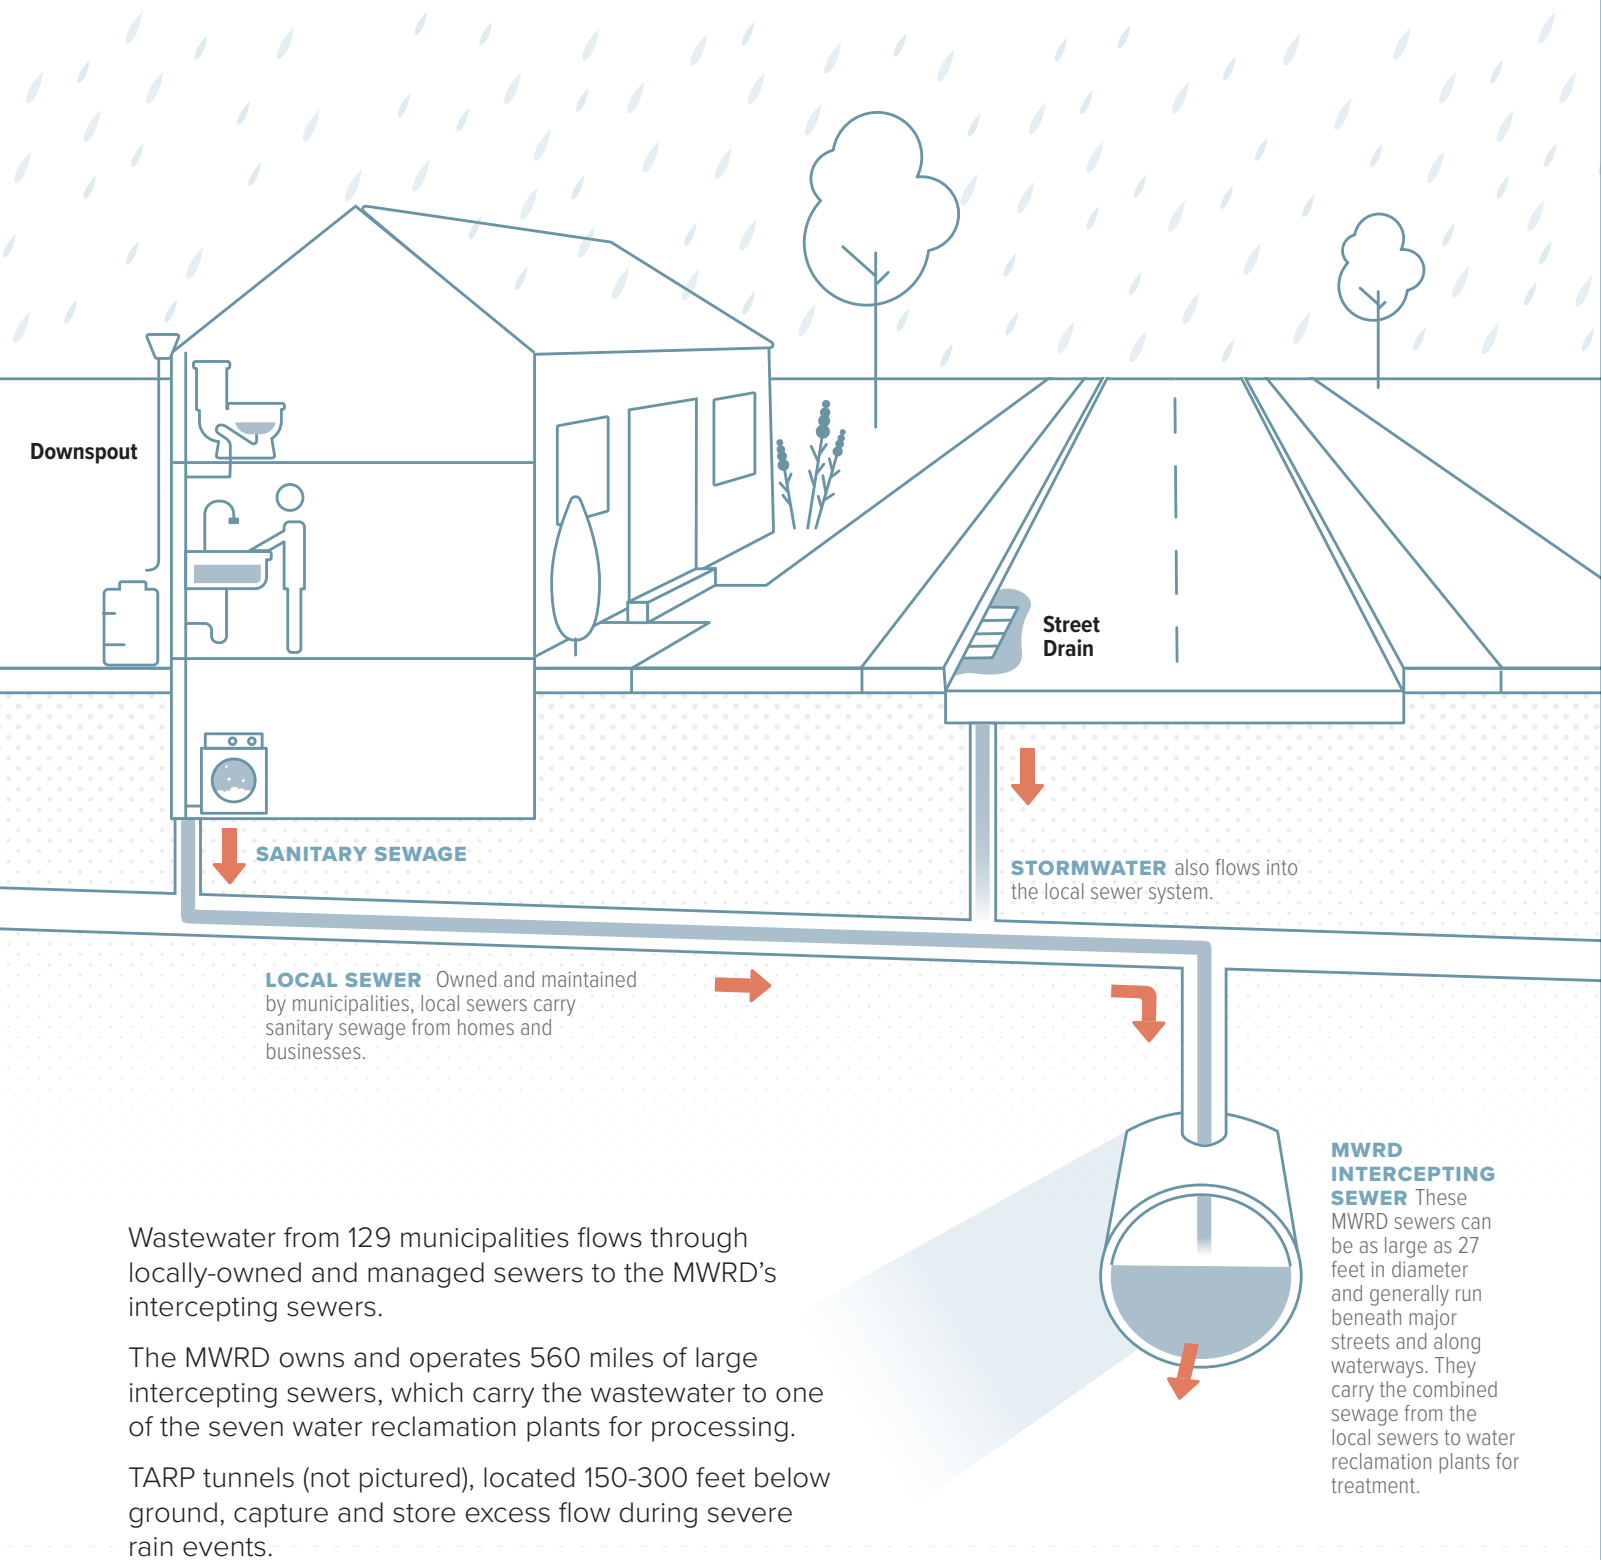 Downspout
Street
Drain
SANITARY SEWAGE
STORMWATER also flows into
the local sewer system.
LOCAL SEWER Owned and maintained
by municipalities, local sewers carry
sanitary sewage from homes and
businesses.
MWRD
INTERCEPTING
SEWER These
MWRD sewers can
be as large as 27
feet in diameter
and generally run
beneath major
streets and along
waterways. They
carry the combined
sewage from the
local sewers to water
reclamation plants for
treatment.
Wastewater from 129 municipalities flows through
locally-owned and managed sewers to the MWRD’s
intercepting sewers.
The MWRD owns and operates 560 miles of large
intercepting sewers, which carry the wastewater to one
of the seven water reclamation plants for processing.
TARP tunnels (not pictured), located 150-300 feet below
ground, capture and store excess flow during severe
rain events.